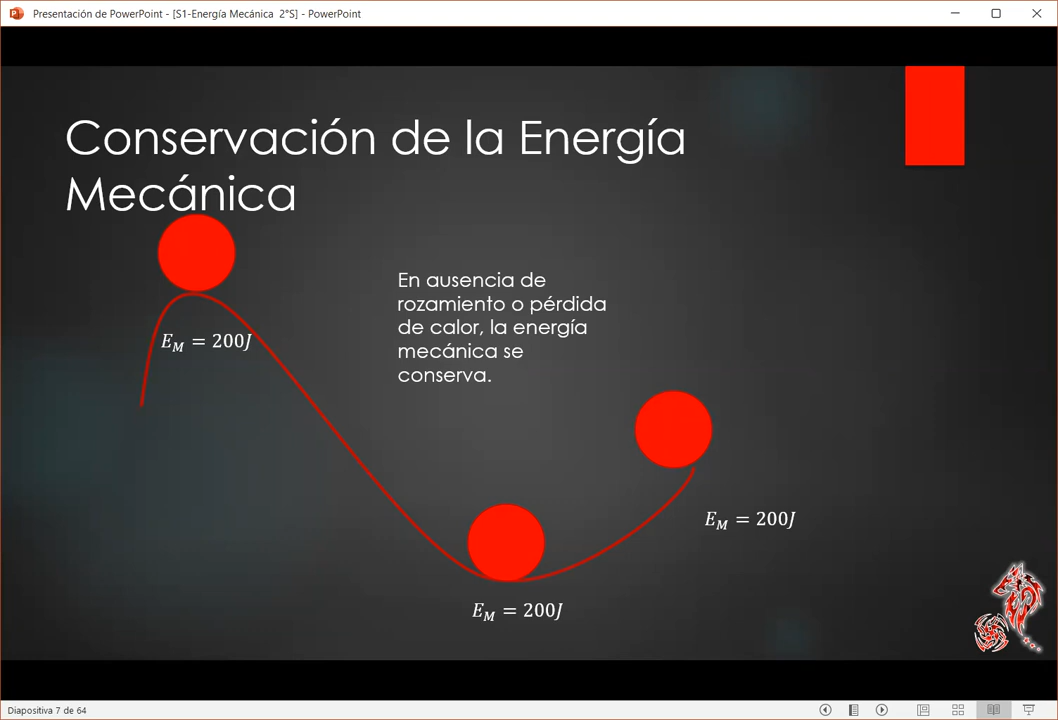 Presentación de PowerPoint - [S1-Energía Mecánica  2°S] - PowerPoint
Conservación de la Energía
Mecánica
En ausencia de
rozamiento o pérdida
de calor, la energía
mecánica se
conserva.
E_M = 200J
E_M = 200J
E_M = 200J
Diapositiva 7 de 64